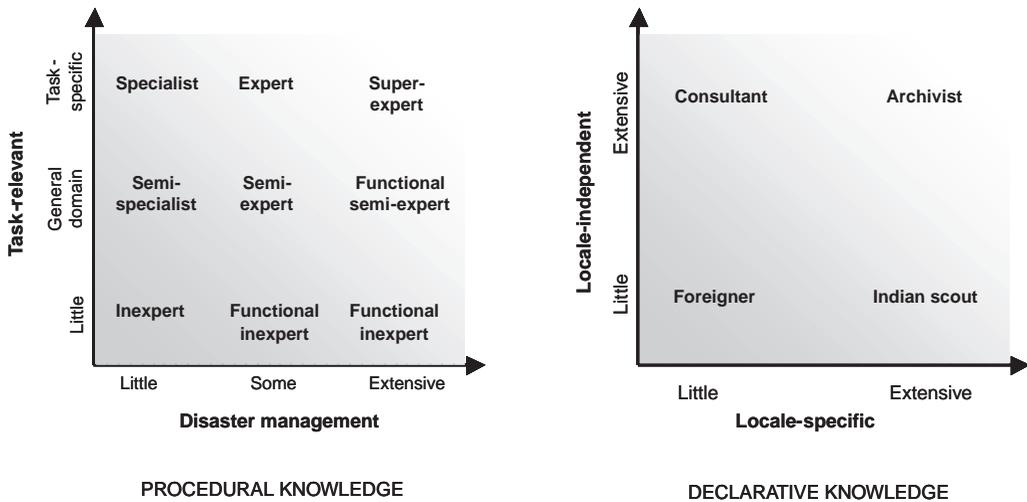 Task-relevant
Task-
specific
General
domain
Little
Specialist
Expert
Super-
expert
Semi-
specialist
Semi-
expert
Functional
semi-expert
Inexpert
Functional
inexpert
Functional
inexpert
Little
Some
Extensive
Disaster management
PROCEDURAL KNOWLEDGE
Locale-independent
Extensive
Little
Consultant
Archivist
Foreigner
Indian scout
Little
Extensive
Locale-specific
DECLARATIVE KNOWLEDGE